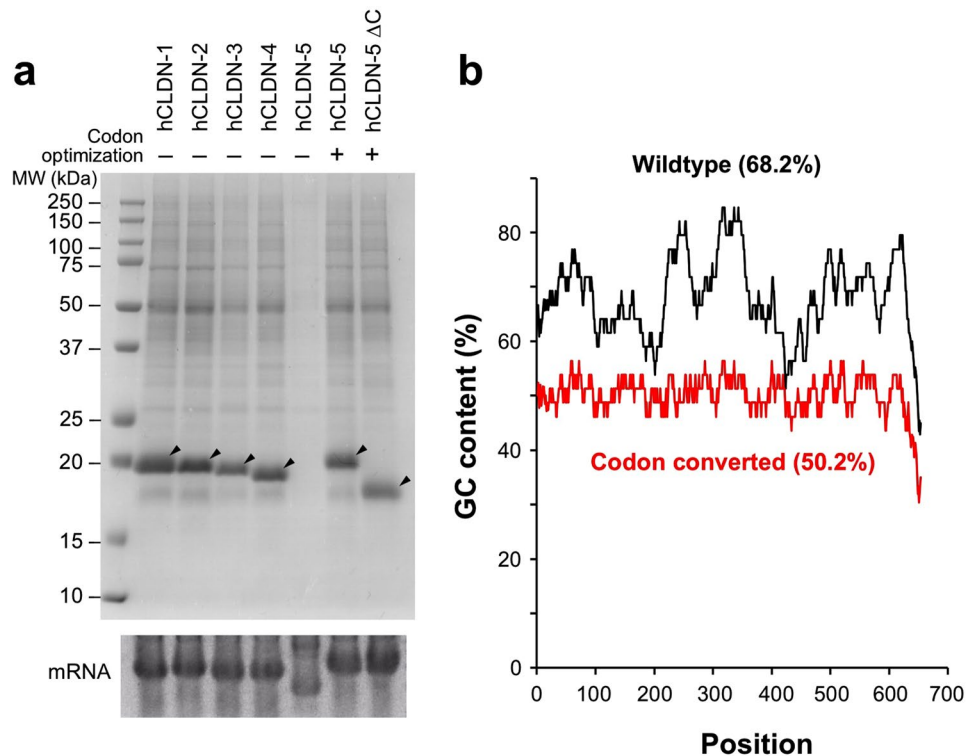 a
hCLDN-1
hCLDN-2
hCLDN-3
hCLDN-4
hCLDN-5
hCLDN-5
hCLDN-5 ΔC
Codon
optimization – – – – – + +
MW (kDa)
250
150
100
75
50
37
25
20
15
10
mRNA
b
Wildtype (68.2%)
Codon converted (50.2%)
GC content (%)
80
60
40
20
0
0 100 200 300 400 500 600 700
Position